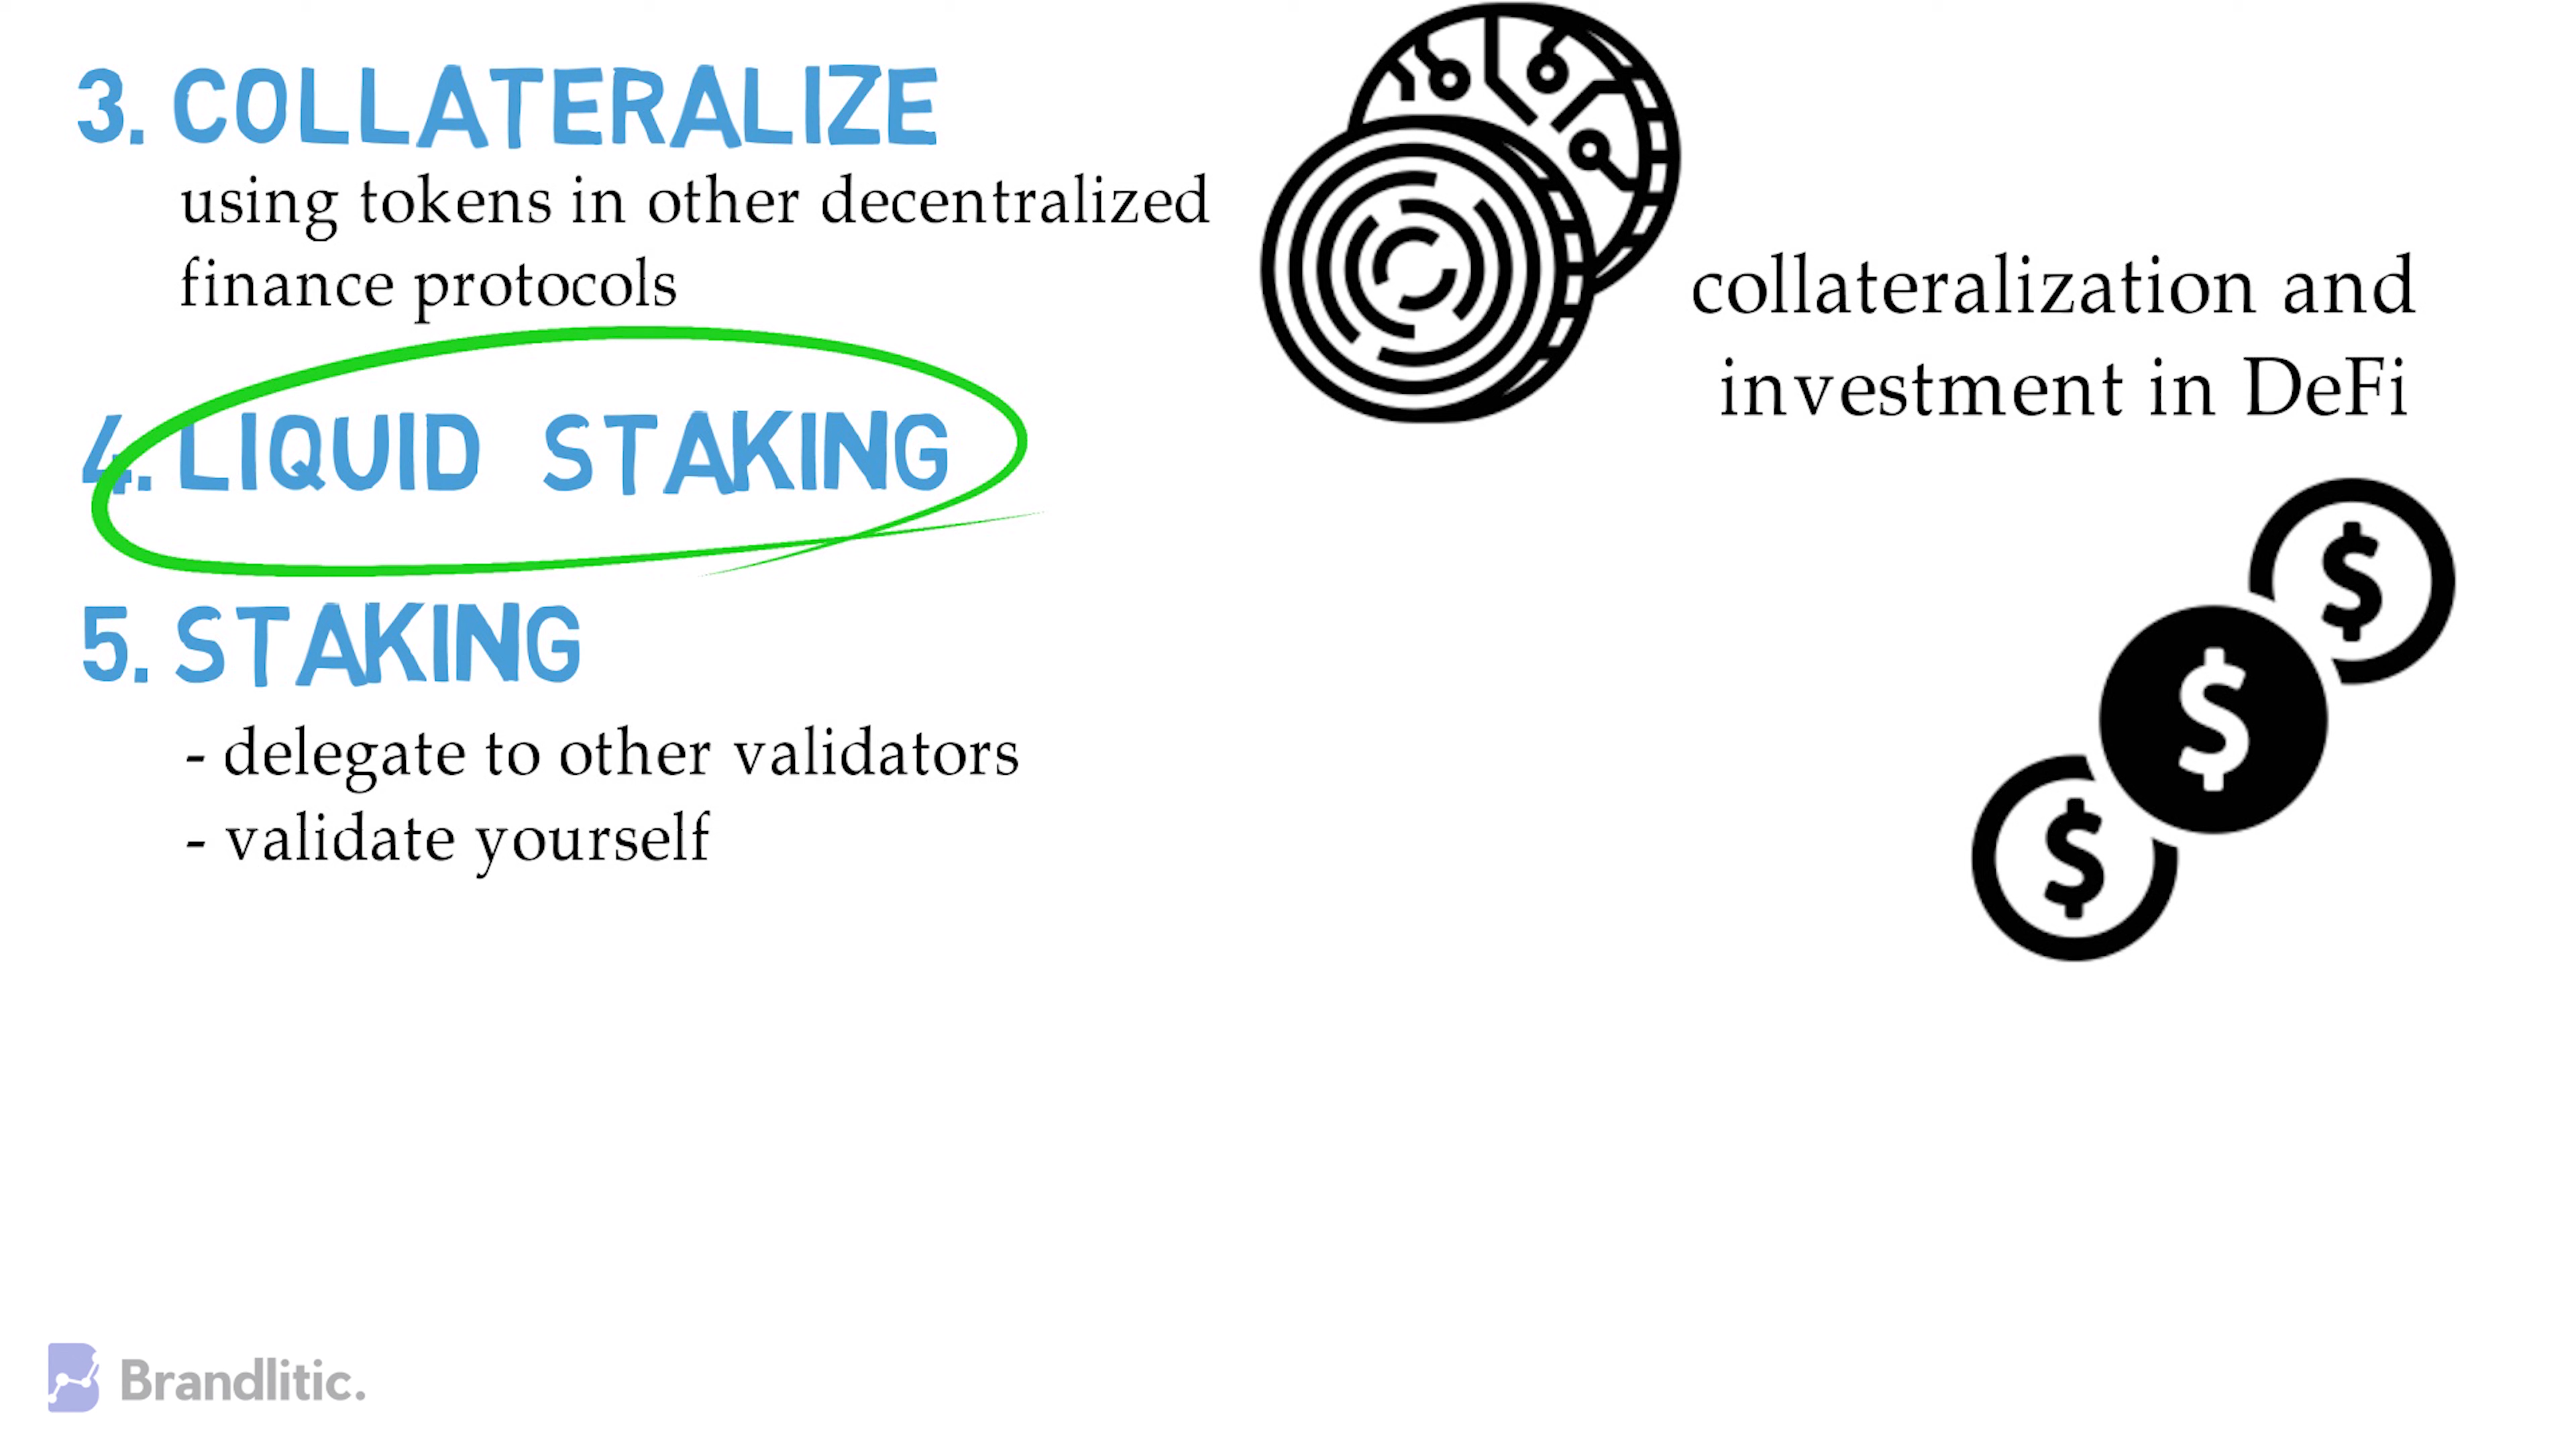 3. COLLATERALIZE
using tokens in other decentralized
finance protocols
4. LIQUID STAKING
5. STAKING
- delegate to other validators
- validate yourself
collateralization and
investment in DeFi
$
$
$
Brandlitic.